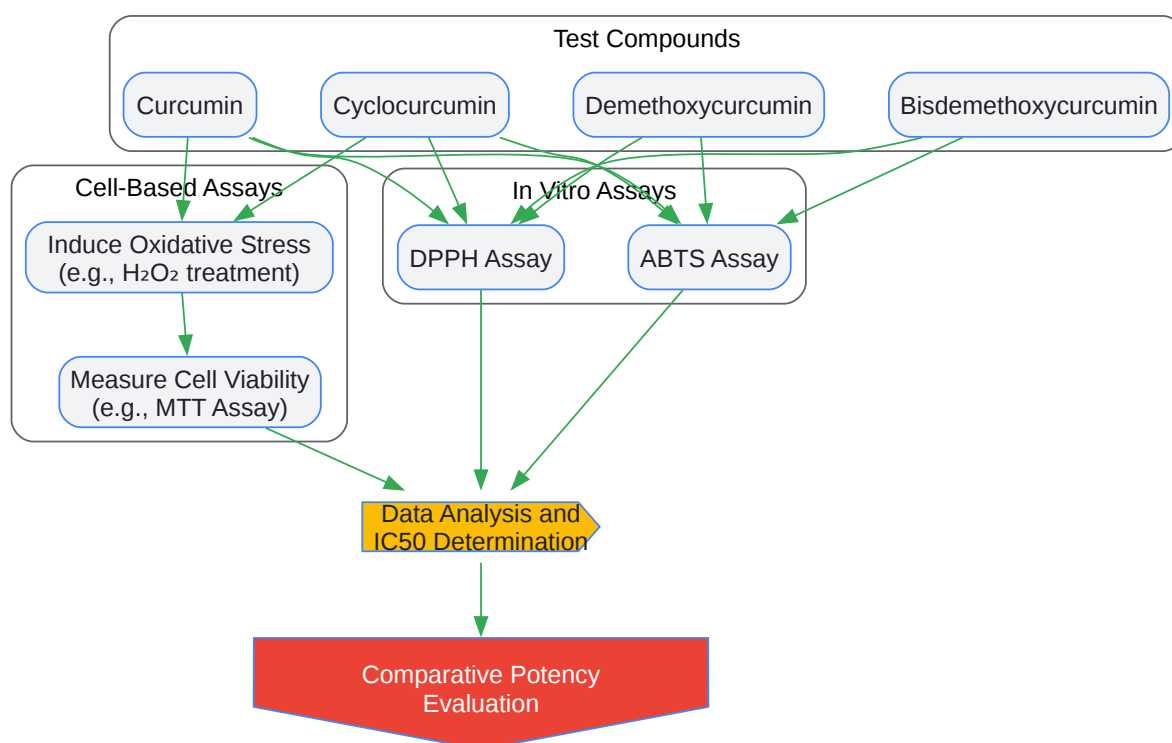 Test Compounds
Curcumin
Cyclocurcumin
Demethoxycurcumin
Bisdemethoxycurcumin
Cell-Based Assays
In Vitro Assays
Induce Oxidative Stress
(e.g., H₂O₂ treatment)
DPPH Assay
ABTS Assay
Measure Cell Viability
(e.g., MTT Assay)
Data Analysis and
IC50 Determination
Comparative Potency
Evaluation